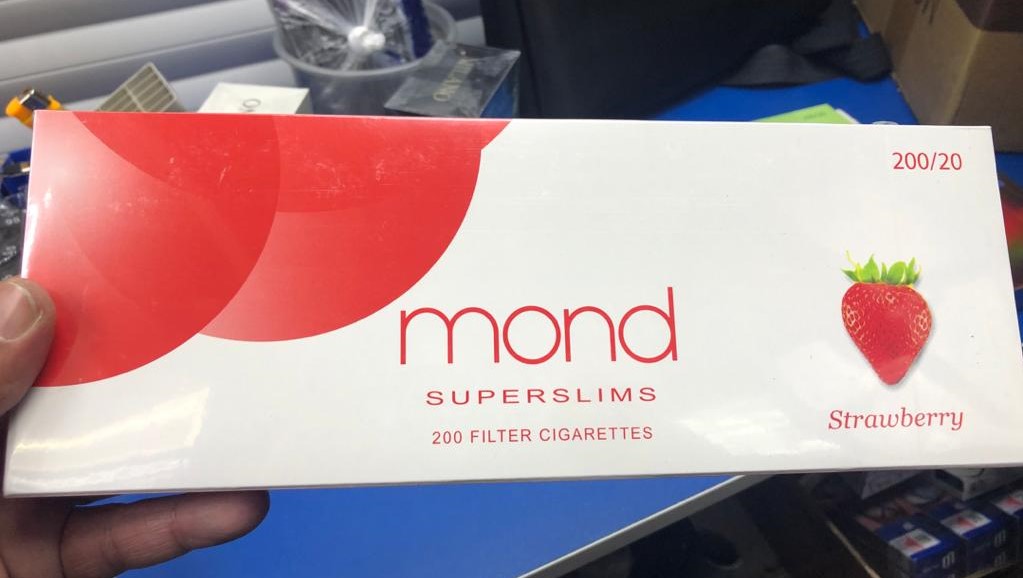 200/20
mond
SUPERSLIMS
200 FILTER CIGARETTES
Strawberry